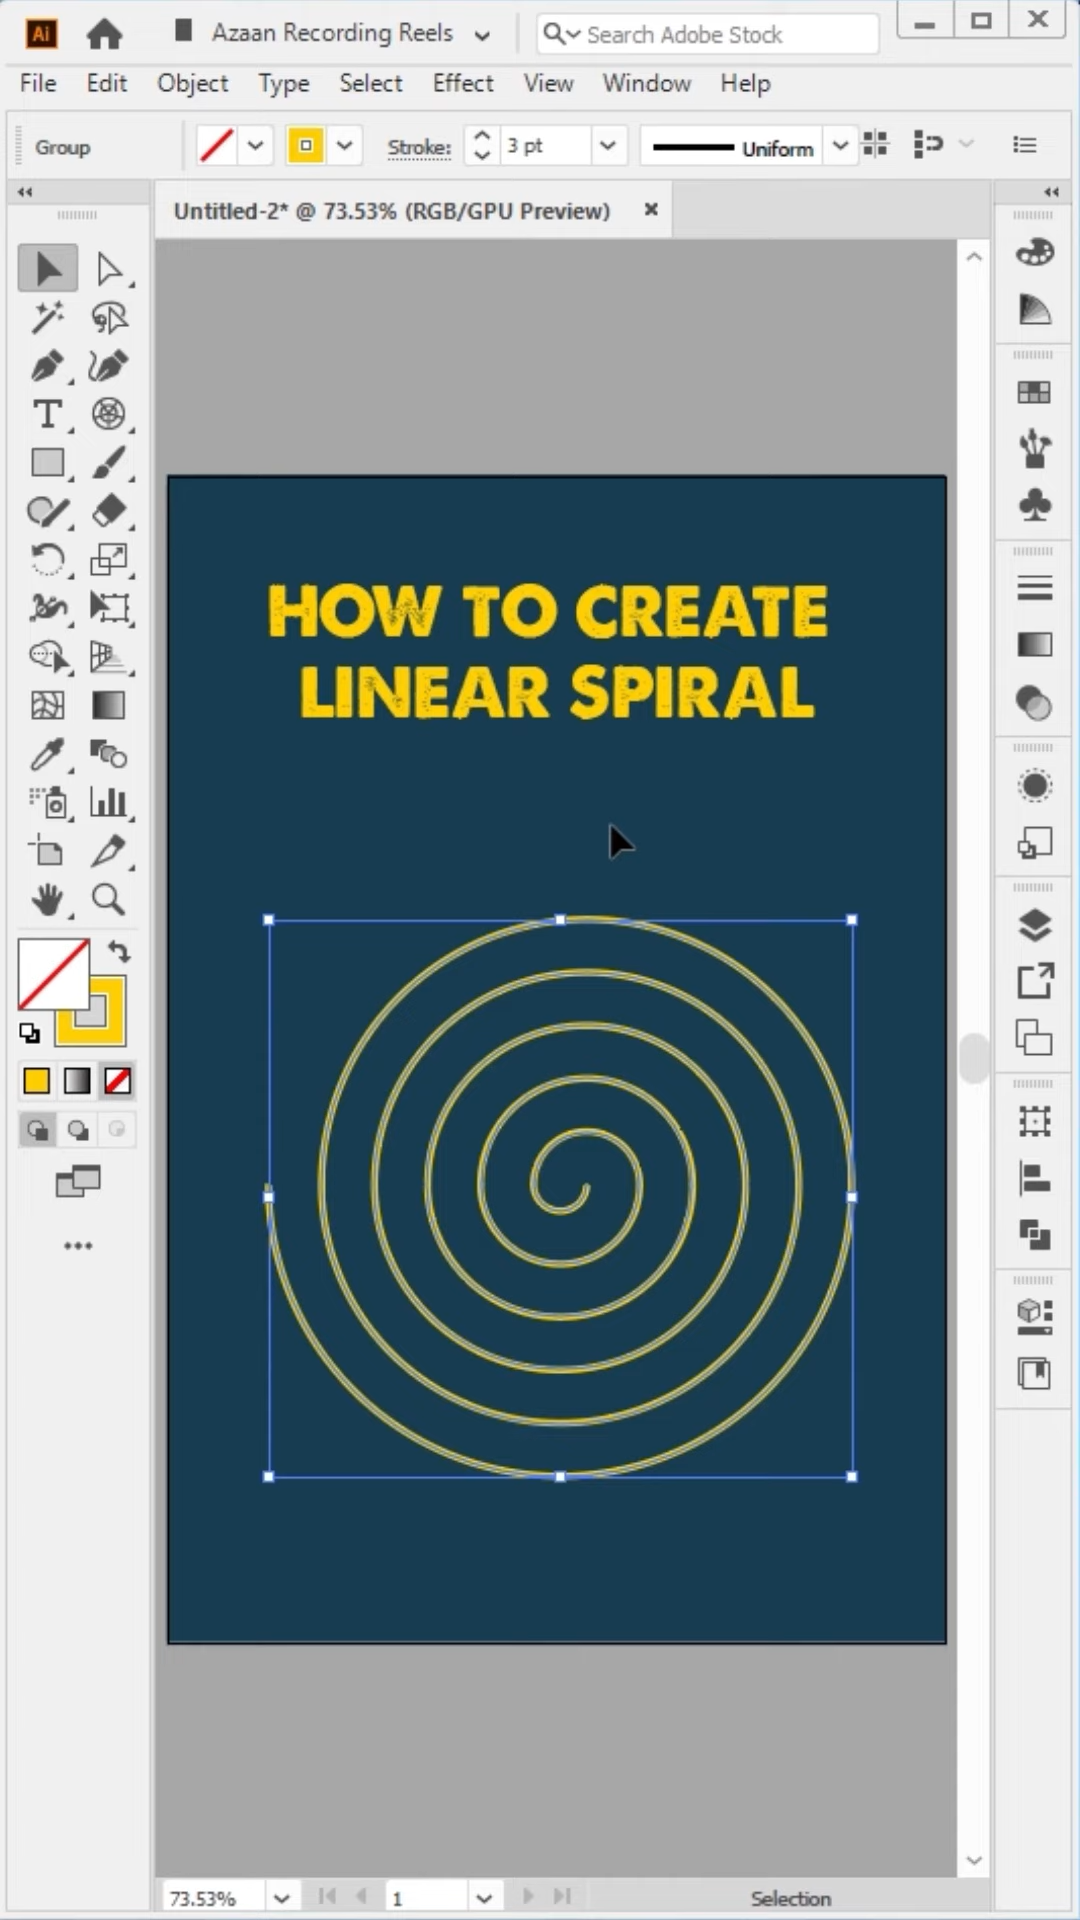 Ai
Azaan Recording Reels
Search Adobe Stock
File Edit Object Type Select Effect View Window Help
Group
Stroke: 3 pt Uniform
Untitled-2* @ 73.53% (RGB/GPU Preview)
HOW TO CREATE
LINEAR SPIRAL
73.53% 1 Selection